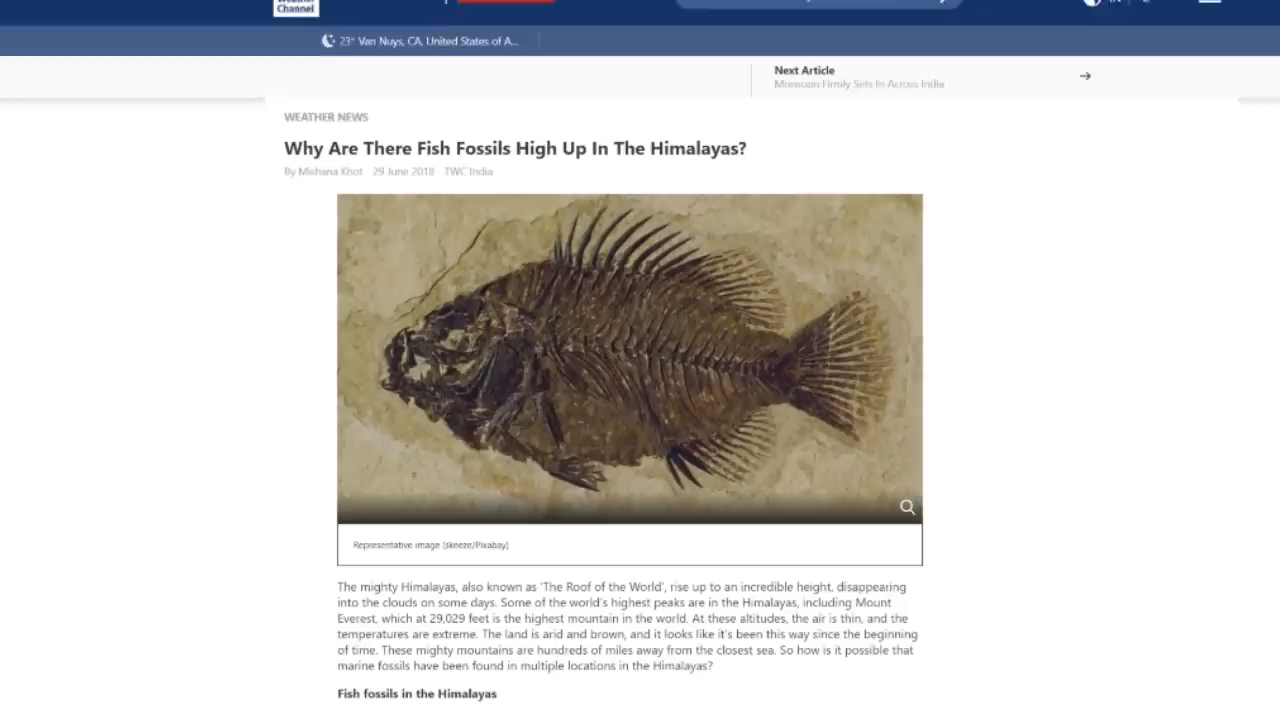 Channel
23° Van Nuys, CA, United States of A...
Next Article
Monsoon Firmly Sets In Across India
WEATHER NEWS
Why Are There Fish Fossils High Up In The Himalayas?
By Mishana Khot 29 June 2018 · TWC India
Representative image (skeeze/Pixabay)
The mighty Himalayas, also known as 'The Roof of the World', rise up to an incredible height, disappearing
into the clouds on some days. Some of the world's highest peaks are in the Himalayas, including Mount
Everest, which at 29,029 feet is the highest mountain in the world. At these altitudes, the air is thin, and the
temperatures are extreme. The land is arid and brown, and it looks like it's been this way since the beginning
of time. These mighty mountains are hundreds of miles away from the closest sea. So how is it possible that
marine fossils have been found in multiple locations in the Himalayas?
Fish fossils in the Himalayas